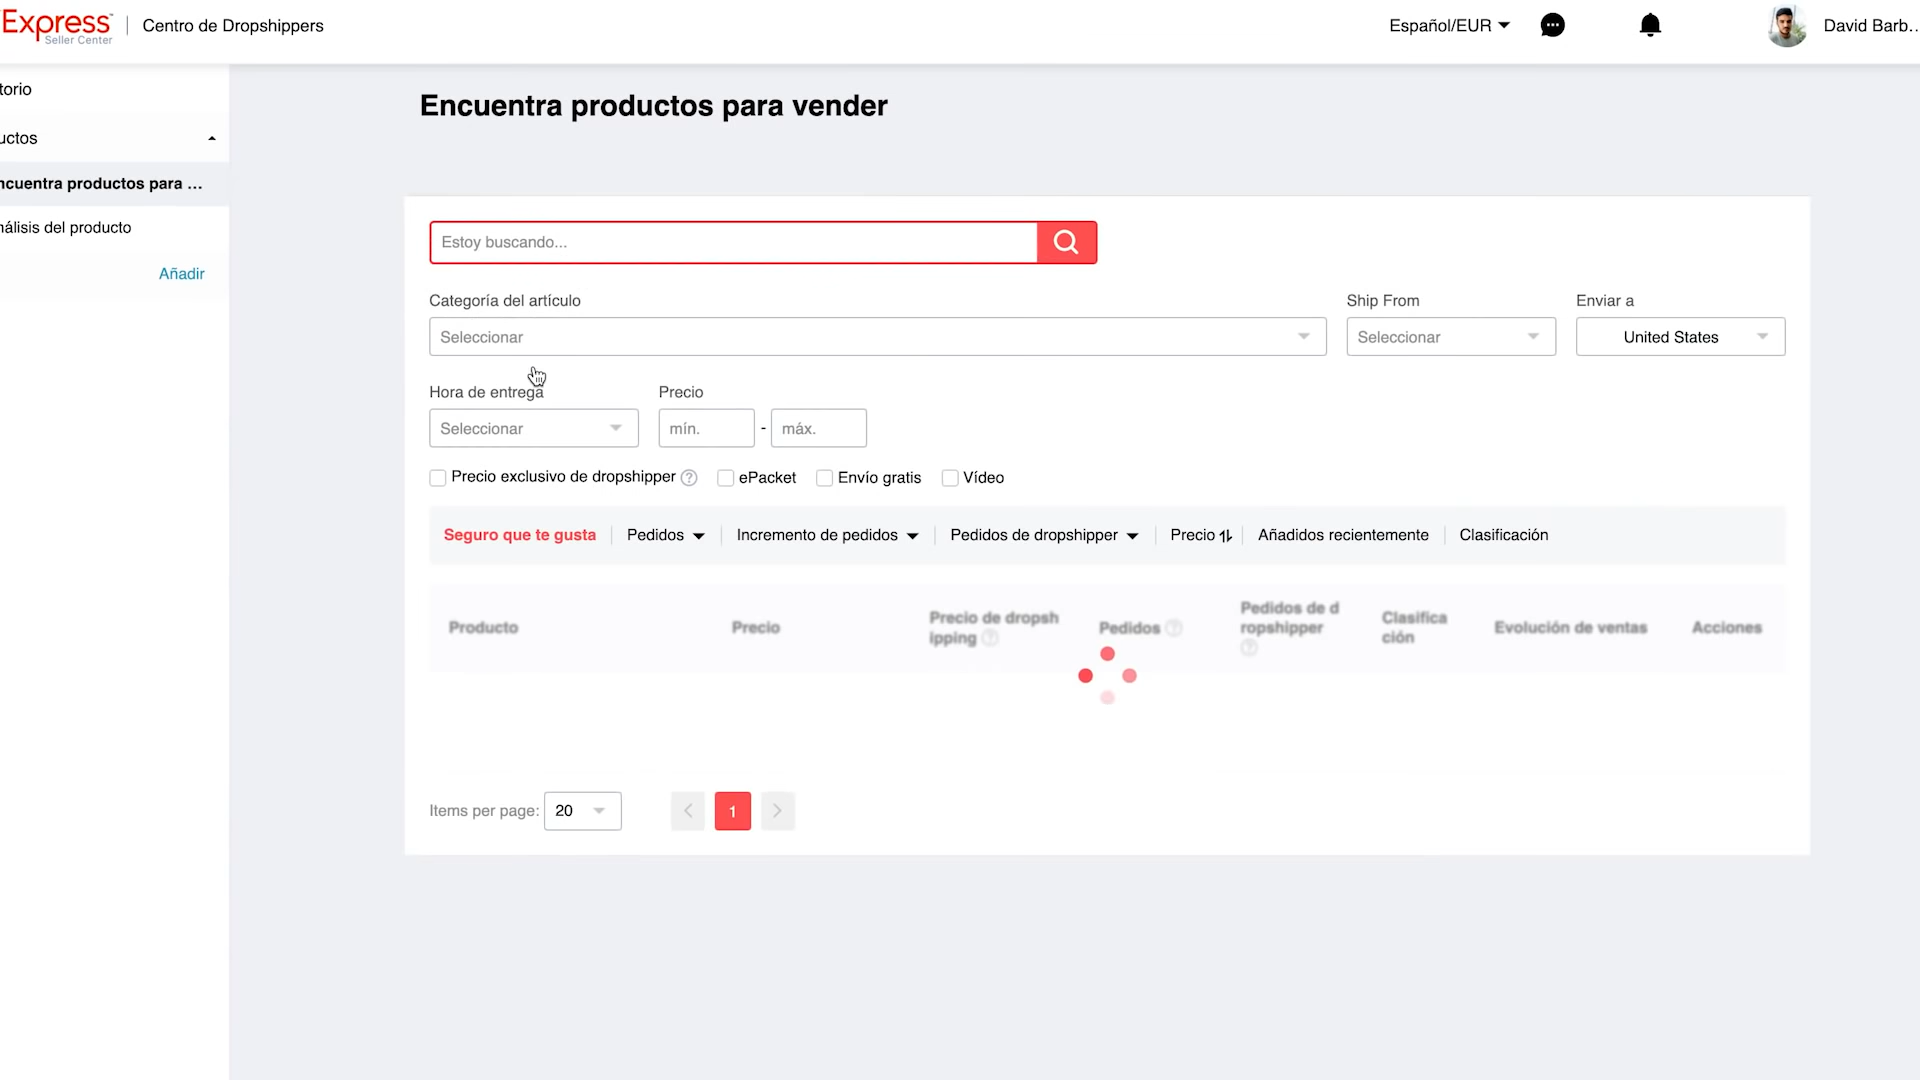 Express
Seller Center
Centro de Dropshippers
Español/EUR
David Barb...
torio
uctos
ncuentra productos para ...
nálisis del producto
Añadir
Encuentra productos para vender
Estoy buscando...
Categoría del artículo
Ship From
Enviar a
Seleccionar
Seleccionar
United States
Hora de entrega
Precio
Seleccionar
mín.
-
máx.
Precio exclusivo de dropshipper ?
ePacket
Envío gratis
Vídeo
Seguro que te gusta
Pedidos
Incremento de pedidos
Pedidos de dropshipper
Precio
Añadidos recientemente
Clasificación
Producto
Precio
Precio de dropsh
ipping ?
Pedidos ?
Pedidos de d
ropshipper
?
Clasifica
ción
Evolución de ventas
Acciones
Items per page:
20
<
1
>